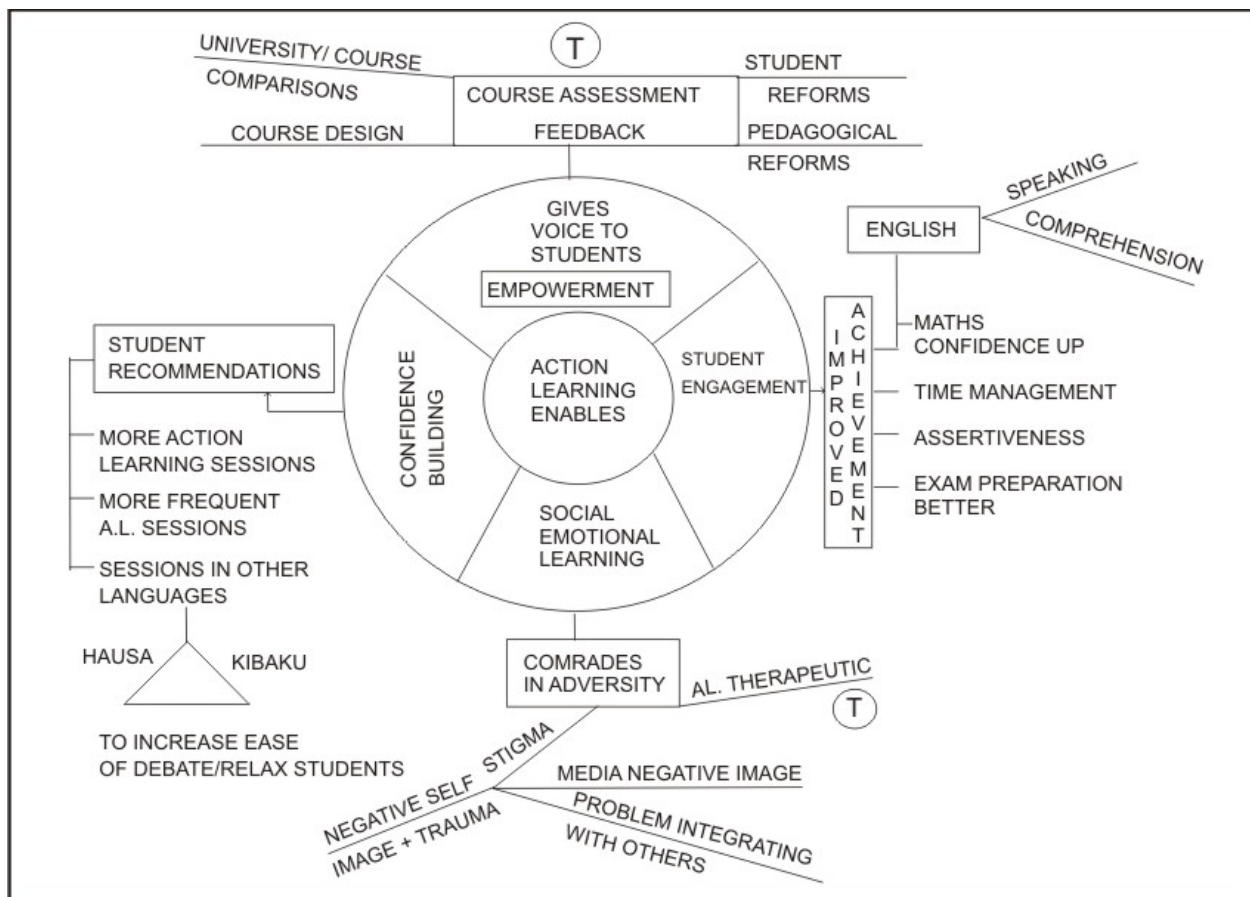 T
UNIVERSITY/ COURSE
COMPARISONS
COURSE DESIGN
COURSE ASSESSMENT
FEEDBACK
STUDENT
REFORMS
PEDAGOGICAL
REFORMS
GIVES
VOICE TO
STUDENTS
EMPOWERMENT
ACTION
LEARNING
ENABLES
STUDENT
ENGAGEMENT
CONFIDENCE
BUILDING
SOCIAL
EMOTIONAL
LEARNING
ENGLISH
SPEAKING
COMPREHENSION
IMPROVED
ACHIEVEMENT
MATHS
CONFIDENCE UP
TIME MANAGEMENT
ASSERTIVENESS
EXAM PREPARATION
BETTER
STUDENT
RECOMMENDATIONS
MORE ACTION
LEARNING SESSIONS
MORE FREQUENT
A.L. SESSIONS
SESSIONS IN OTHER
LANGUAGES
HAUSA
KIBAKU
TO INCREASE EASE
OF DEBATE/RELAX STUDENTS
COMRADES
IN ADVERSITY
AL. THERAPEUTIC
T
STIGMA
NEGATIVE SELF
IMAGE + TRAUMA
MEDIA NEGATIVE IMAGE
PROBLEM INTEGRATING
WITH OTHERS